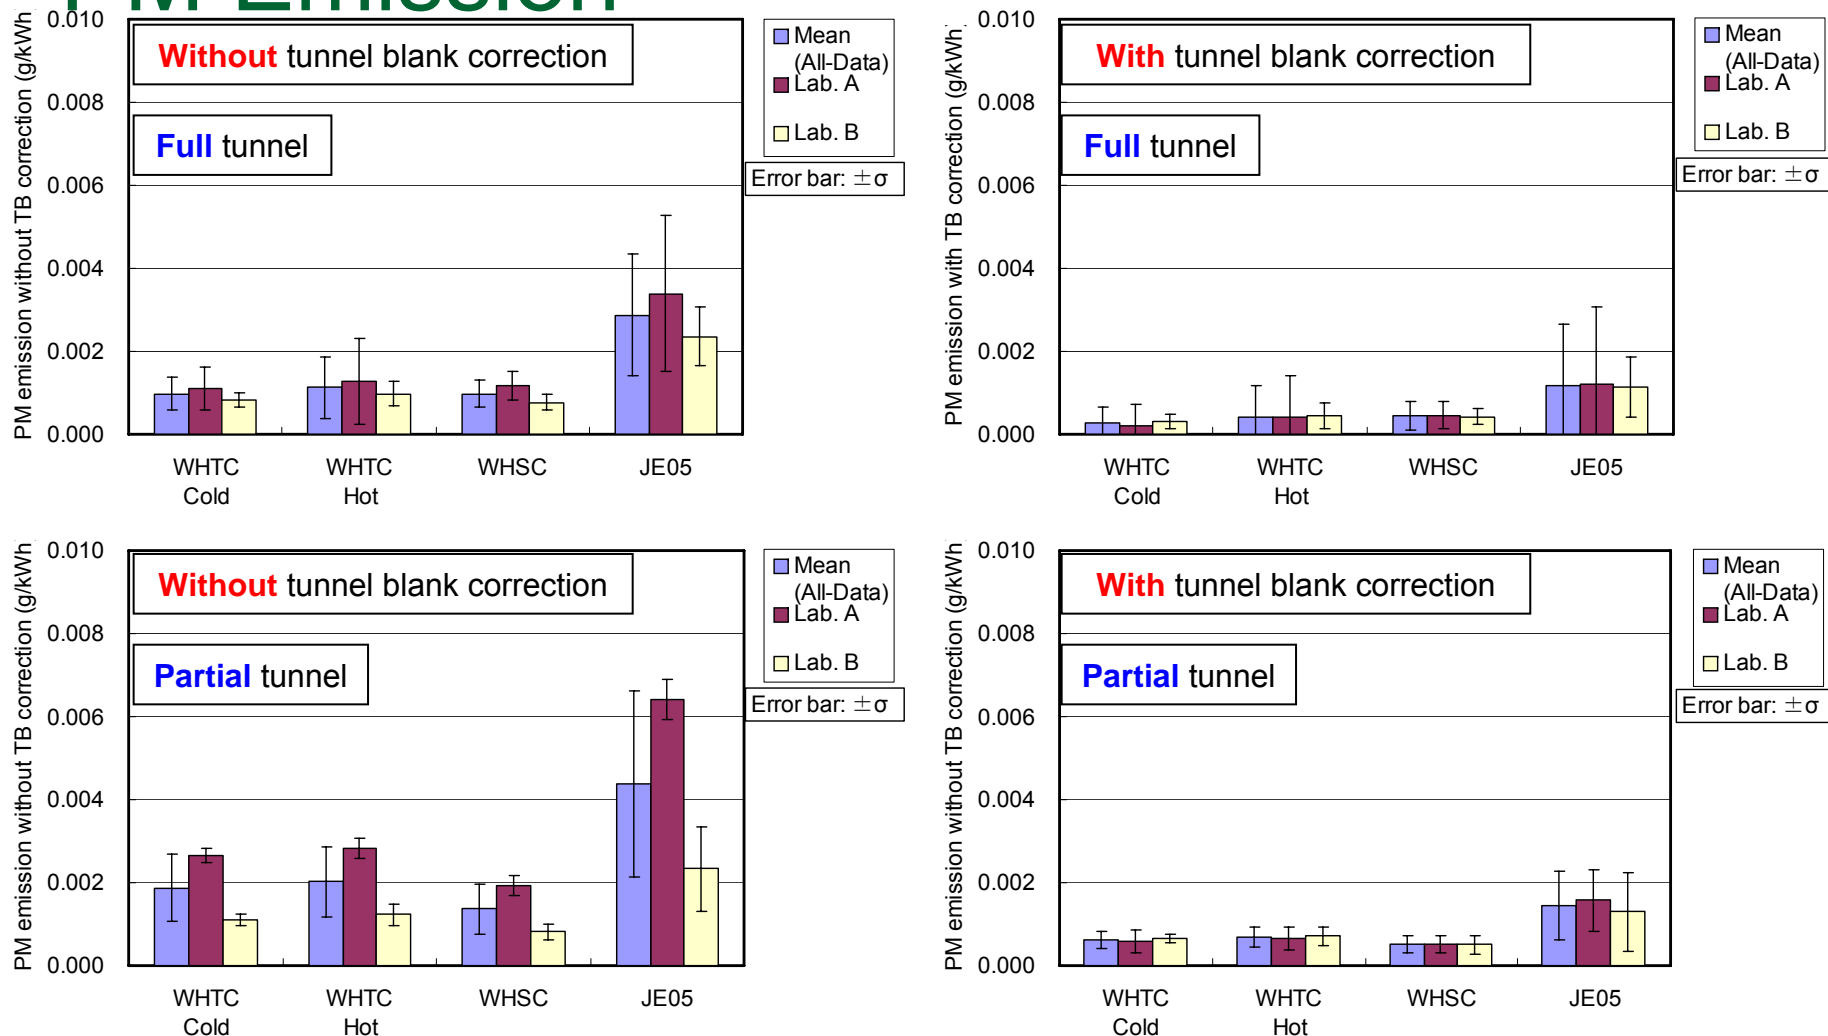 PM Emission
PM emission without TB correction (g/kWh)
0.010
0.008
0.006
0.004
0.002
0.000
Without tunnel blank correction
Full tunnel
WHTC
Cold
WHTC
Hot
WHSC
JE05
Mean
(All-Data)
Lab. A
Lab. B
Error bar: ±σ
PM emission with TB correction (g/kWh)
0.010
0.008
0.006
0.004
0.002
0.000
With tunnel blank correction
Full tunnel
WHTC
Cold
WHTC
Hot
WHSC
JE05
Mean
(All-Data)
Lab. A
Lab. B
Error bar: ±σ
PM emission without TB correction (g/kWh)
0.010
0.008
0.006
0.004
0.002
0.000
Without tunnel blank correction
Partial tunnel
WHTC
Cold
WHTC
Hot
WHSC
JE05
Mean
(All-Data)
Lab. A
Lab. B
Error bar: ±σ
PM emission without TB correction (g/kWh)
0.010
0.008
0.006
0.004
0.002
0.000
With tunnel blank correction
Partial tunnel
WHTC
Cold
WHTC
Hot
WHSC
JE05
Mean
(All-Data)
Lab. A
Lab. B
Error bar: ±σ